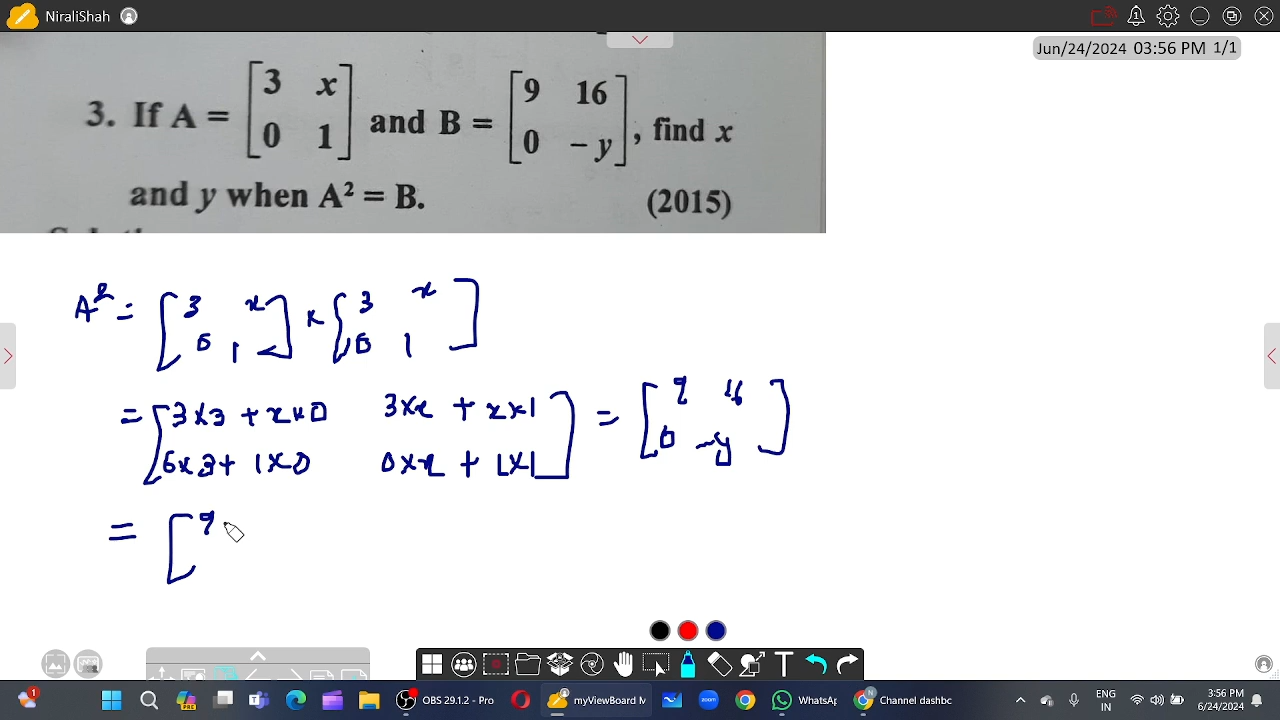 NiraliShah
Jun/24/2024 03:56 PM 1/1
3. If A = [3 x 0 1] and B = [9 16 0 -y], find x
and y when A² = B. (2015)
A² = [3 x 0 1] × [3 x 0 1]
= [3×3 + x×0 3×x + x×1 0×3 + 1×0 0×x + 1×1] = [9 16 0 -y]
= [9
OBS 29.1.2 - Pro
myViewBoard M
WhatsAp
Channel dashbc
ENG
IN
3:56 PM
6/24/2024